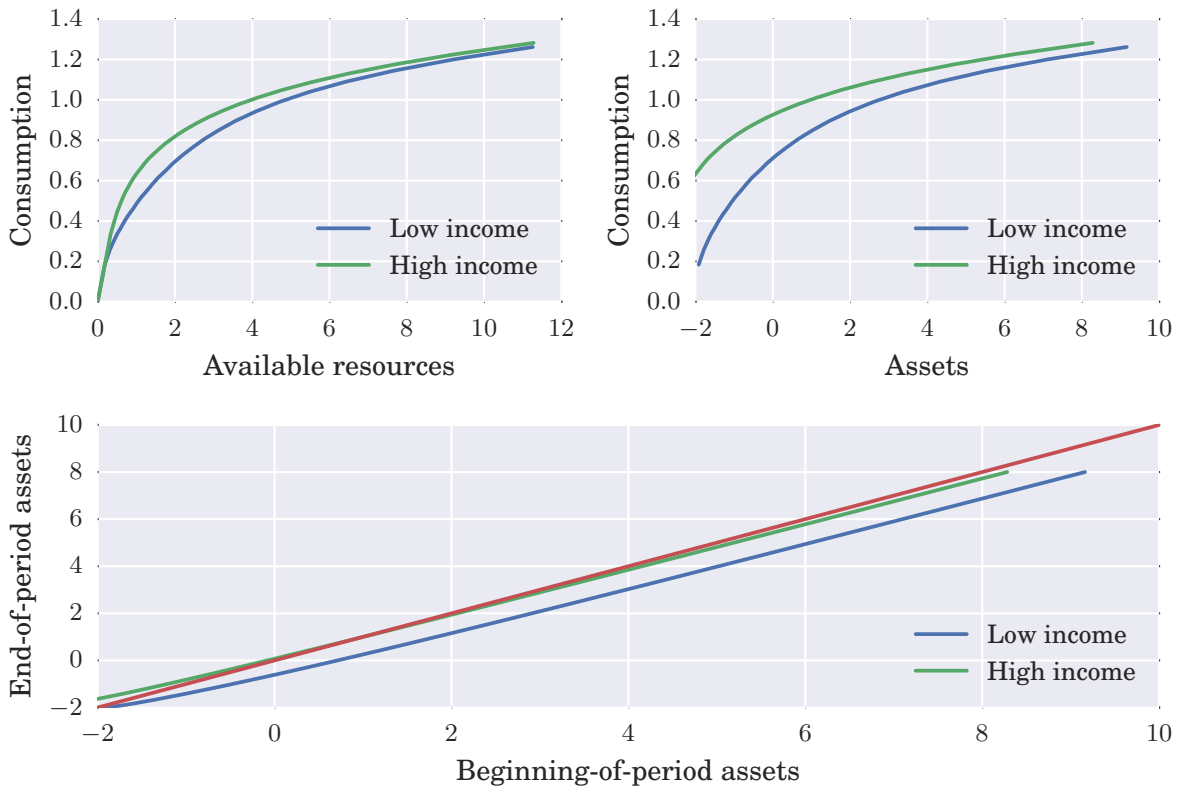 1.4
1.2
1.0
0.8
0.6
0.4
0.2
0.0
Consumption
Low income
High income
0 2 4 6 8 10 12
Available resources
1.4
1.2
1.0
0.8
0.6
0.4
0.2
0.0
Consumption
Low income
High income
−2 0 2 4 6 8 10
Assets
10
8
6
4
2
0
−2
End-of-period assets
Low income
High income
−2 0 2 4 6 8 10
Beginning-of-period assets